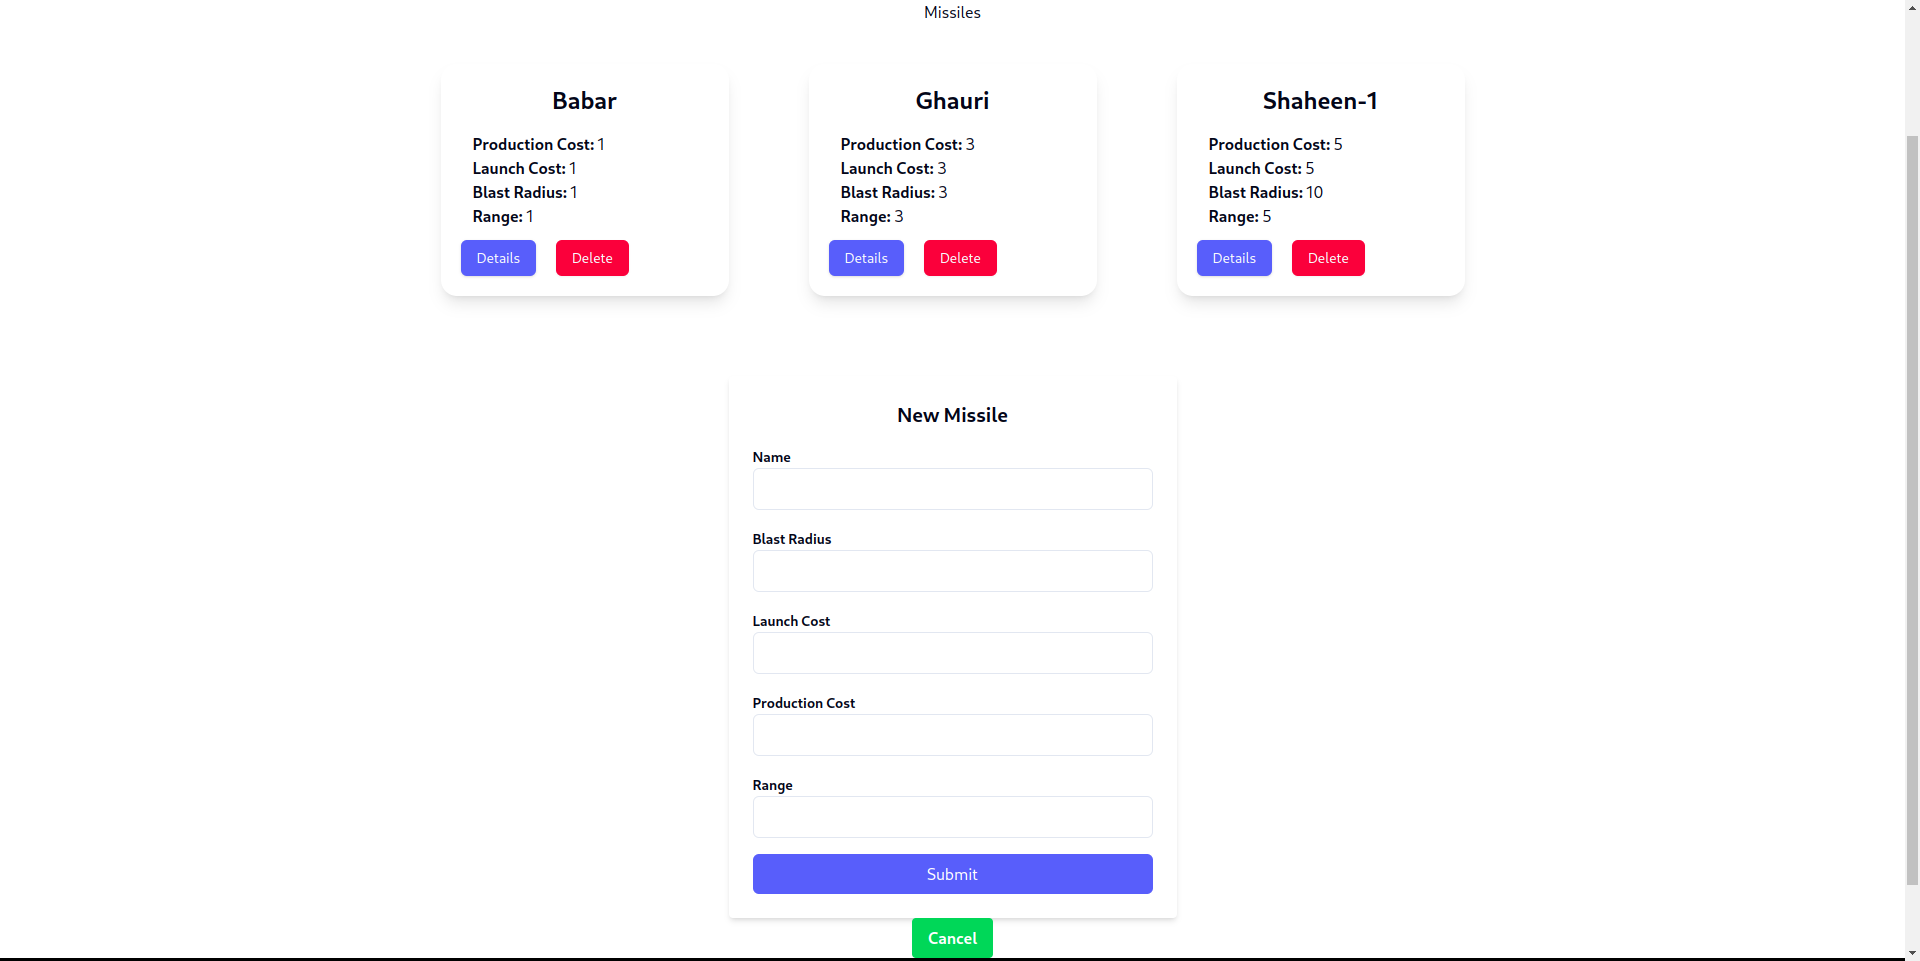 Missiles
Babar
Production Cost: 1
Launch Cost: 1
Blast Radius: 1
Range: 1
Details
Delete
Ghauri
Production Cost: 3
Launch Cost: 3
Blast Radius: 3
Range: 3
Details
Delete
Shaheen-1
Production Cost: 5
Launch Cost: 5
Blast Radius: 10
Range: 5
Details
Delete
New Missile
Name
Blast Radius
Launch Cost
Production Cost
Range
Submit
Cancel